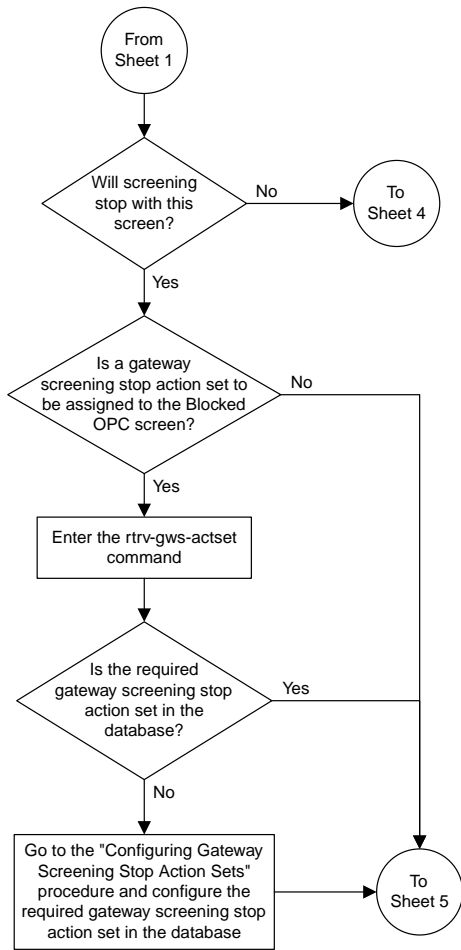 From
Sheet 1
Will screening
stop with this
screen?
No
To
Sheet 4
Yes
Is a gateway
screening stop action set to
be assigned to the Blocked
OPC screen?
No
Yes
Enter the rtrv-gws-actset
command
Is the required
gateway screening stop
action set in the
database?
Yes
No
Go to the "Configuring Gateway
Screening Stop Action Sets"
procedure and configure the
required gateway screening stop
action set in the database
To
Sheet 5